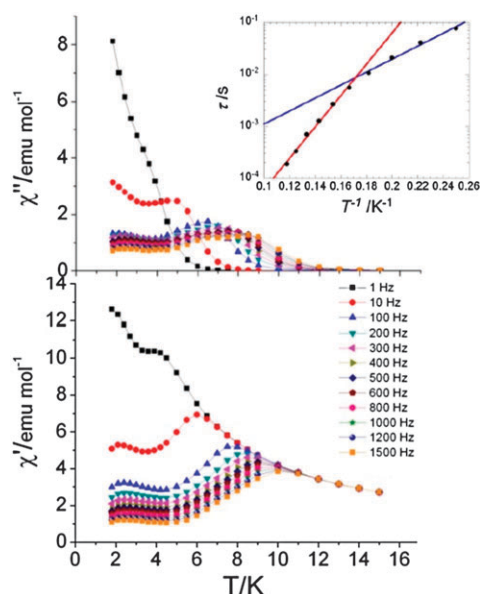 χ''/emu mol⁻¹
8
6
4
2
0
τ /s
10⁻¹
10⁻²
10⁻³
10⁻⁴
0.1 0.12 0.14 0.16 0.18 0.20 0.22 0.24 0.26
T⁻¹ /K⁻¹
χ'/emu mol⁻¹
14
12
10
8
6
4
2
0
1 Hz
10 Hz
100 Hz
200 Hz
300 Hz
400 Hz
500 Hz
600 Hz
800 Hz
1000 Hz
1200 Hz
1500 Hz
0 2 4 6 8 10 12 14 16
T/K